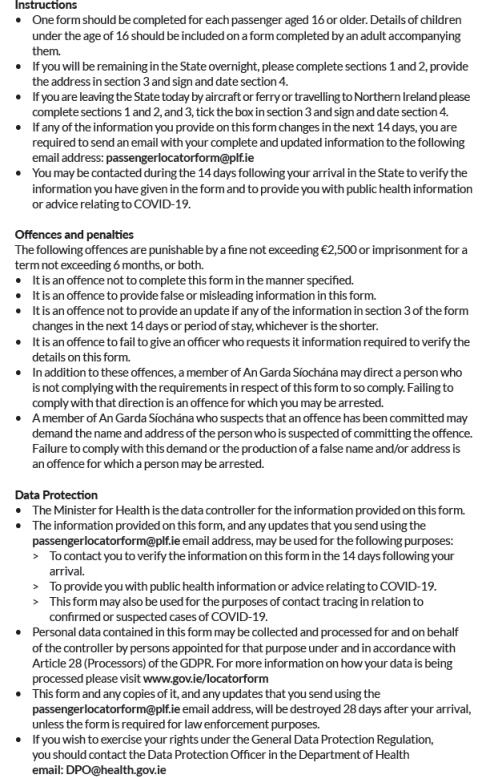 Instructions
• One form should be completed for each passenger aged 16 or older. Details of children
under the age of 16 should be included on a form completed by an adult accompanying
them.
• If you will be remaining in the State overnight, please complete sections 1 and 2, provide
the address in section 3 and sign and date section 4.
• If you are leaving the State today by aircraft or ferry or travelling to Northern Ireland please
complete sections 1 and 2, and 3, tick the box in section 3 and sign and date section 4.
• If any of the information you provide on this form changes in the next 14 days, you are
required to send an email with your complete and updated information to the following
email address: passengerlocatorform@plf.ie
• You may be contacted during the 14 days following your arrival in the State to verify the
information you have given in the form and to provide you with public health information
or advice relating to COVID-19.
Offences and penalties
The following offences are punishable by a fine not exceeding €2,500 or imprisonment for a
term not exceeding 6 months, or both.
• It is an offence not to complete this form in the manner specified.
• It is an offence to provide false or misleading information in this form.
• It is an offence not to provide an update if any of the information in section 3 of the form
changes in the next 14 days or period of stay, whichever is the shorter.
• It is an offence to fail to give an officer who requests it information required to verify the
details on this form.
• In addition to these offences, a member of An Garda Síochána may direct a person who
is not complying with the requirements in respect of this form to so comply. Failing to
comply with that direction is an offence for which you may be arrested.
• A member of An Garda Síochána who suspects that an offence has been committed may
demand the name and address of the person who is suspected of committing the offence.
Failure to comply with this demand or the production of a false name and/or address is
an offence for which a person may be arrested.
Data Protection
• The Minister for Health is the data controller for the information provided on this form.
• The information provided on this form, and any updates that you send using the
passengerlocatorform@plf.ie email address, may be used for the following purposes:
> To contact you to verify the information on this form in the 14 days following your
arrival.
> To provide you with public health information or advice relating to COVID-19.
> This form may also be used for the purposes of contact tracing in relation to
confirmed or suspected cases of COVID-19.
• Personal data contained in this form may be collected and processed for and on behalf
of the controller by persons appointed for that purpose under and in accordance with
Article 28 (Processors) of the GDPR. For more information on how your data is being
processed please visit www.gov.ie/locatorform
• This form and any copies of it, and any updates that you send using the
passengerlocatorform@plf.ie email address, will be destroyed 28 days after your arrival,
unless the form is required for law enforcement purposes.
• If you wish to exercise your rights under the General Data Protection Regulation,
you should contact the Data Protection Officer in the Department of Health
email: DPO@health.gov.ie